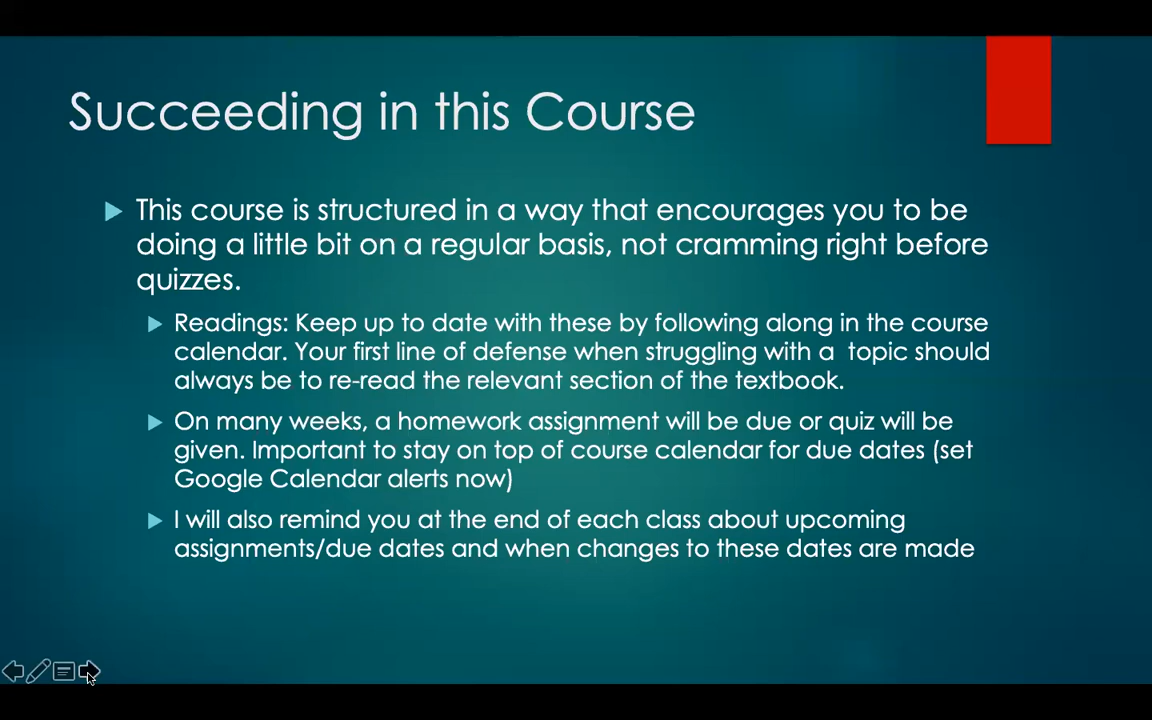 Succeeding in this Course
This course is structured in a way that encourages you to be
doing a little bit on a regular basis, not cramming right before
quizzes.
Readings: Keep up to date with these by following along in the course
calendar. Your first line of defense when struggling with a  topic should
always be to re-read the relevant section of the textbook.
On many weeks, a homework assignment will be due or quiz will be
given. Important to stay on top of course calendar for due dates (set
Google Calendar alerts now)
I will also remind you at the end of each class about upcoming
assignments/due dates and when changes to these dates are made